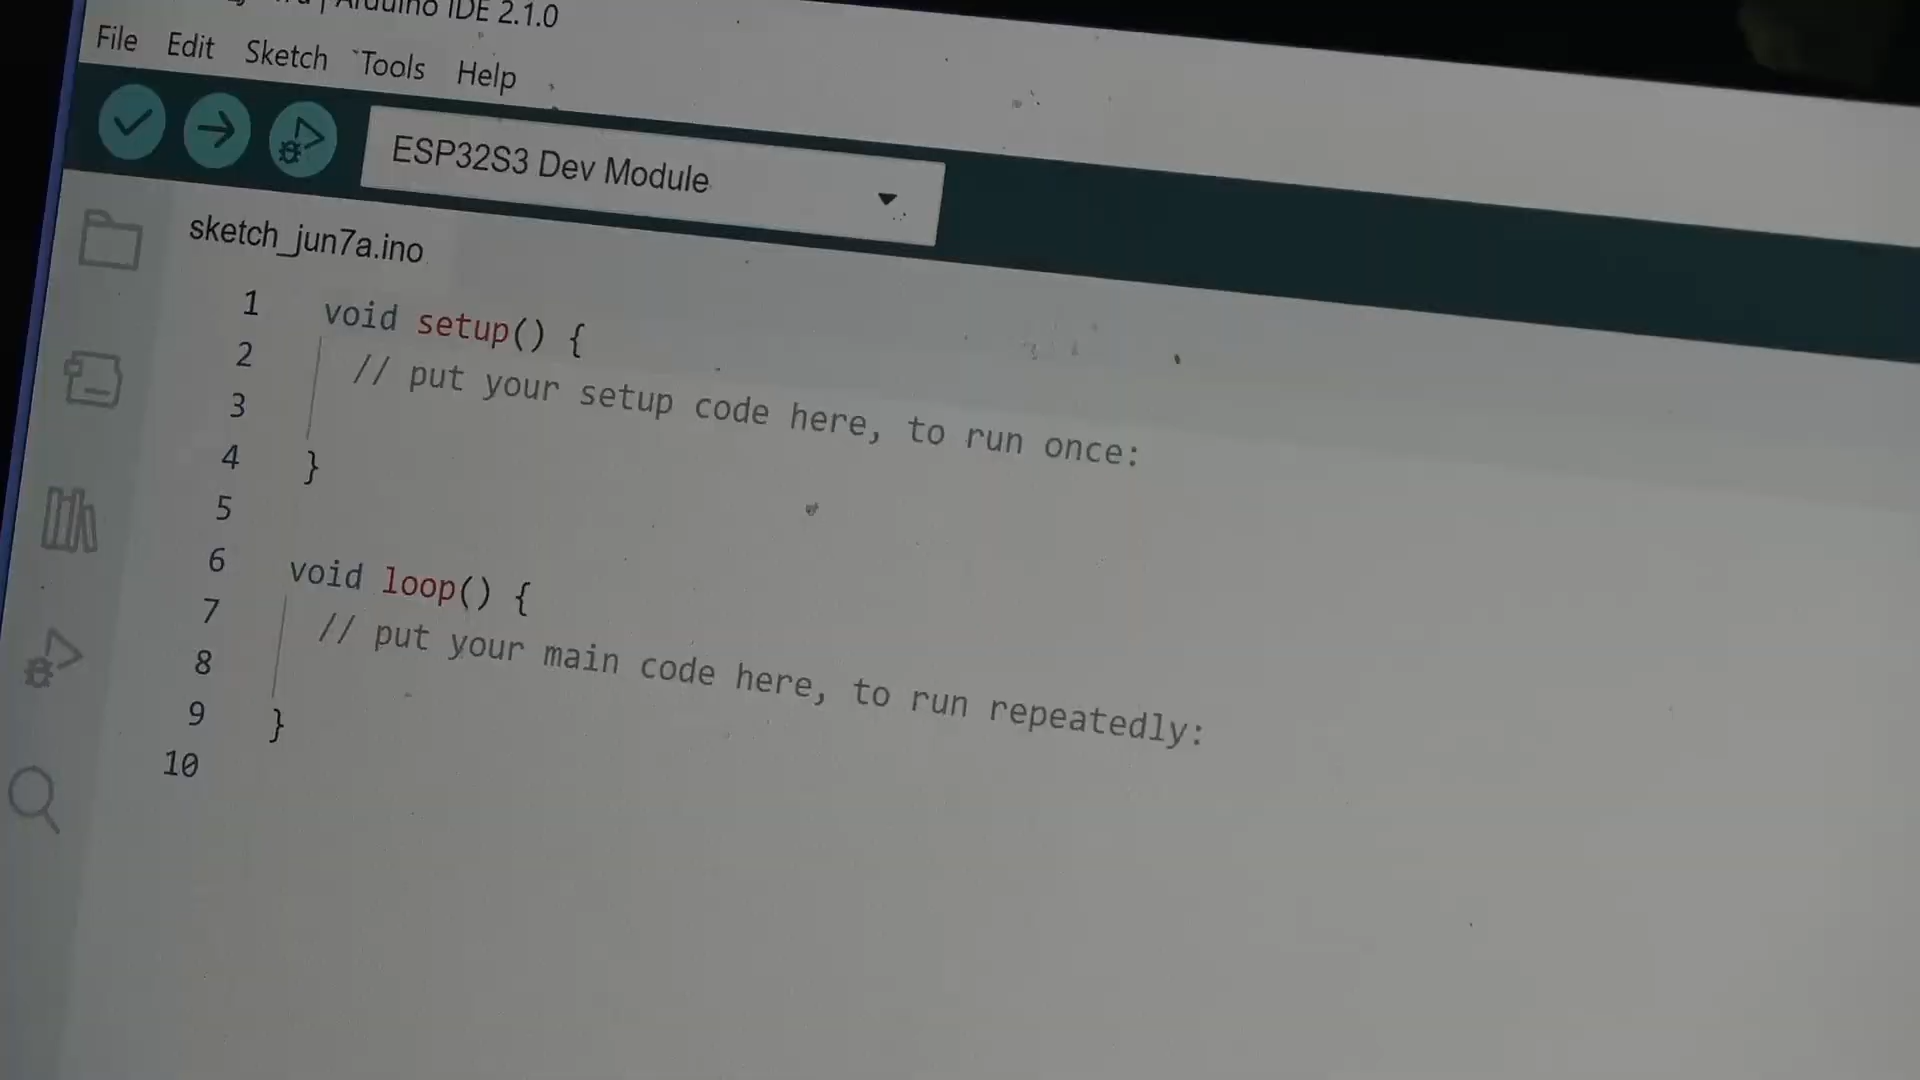 | Arduino IDE 2.1.0
File Edit Sketch Tools Help
ESP32S3 Dev Module
sketch_jun7a.ino
1 void setup() {
2 // put your setup code here, to run once:
3
4 }
5
6 void loop() {
7 // put your main code here, to run repeatedly:
8
9 }
10